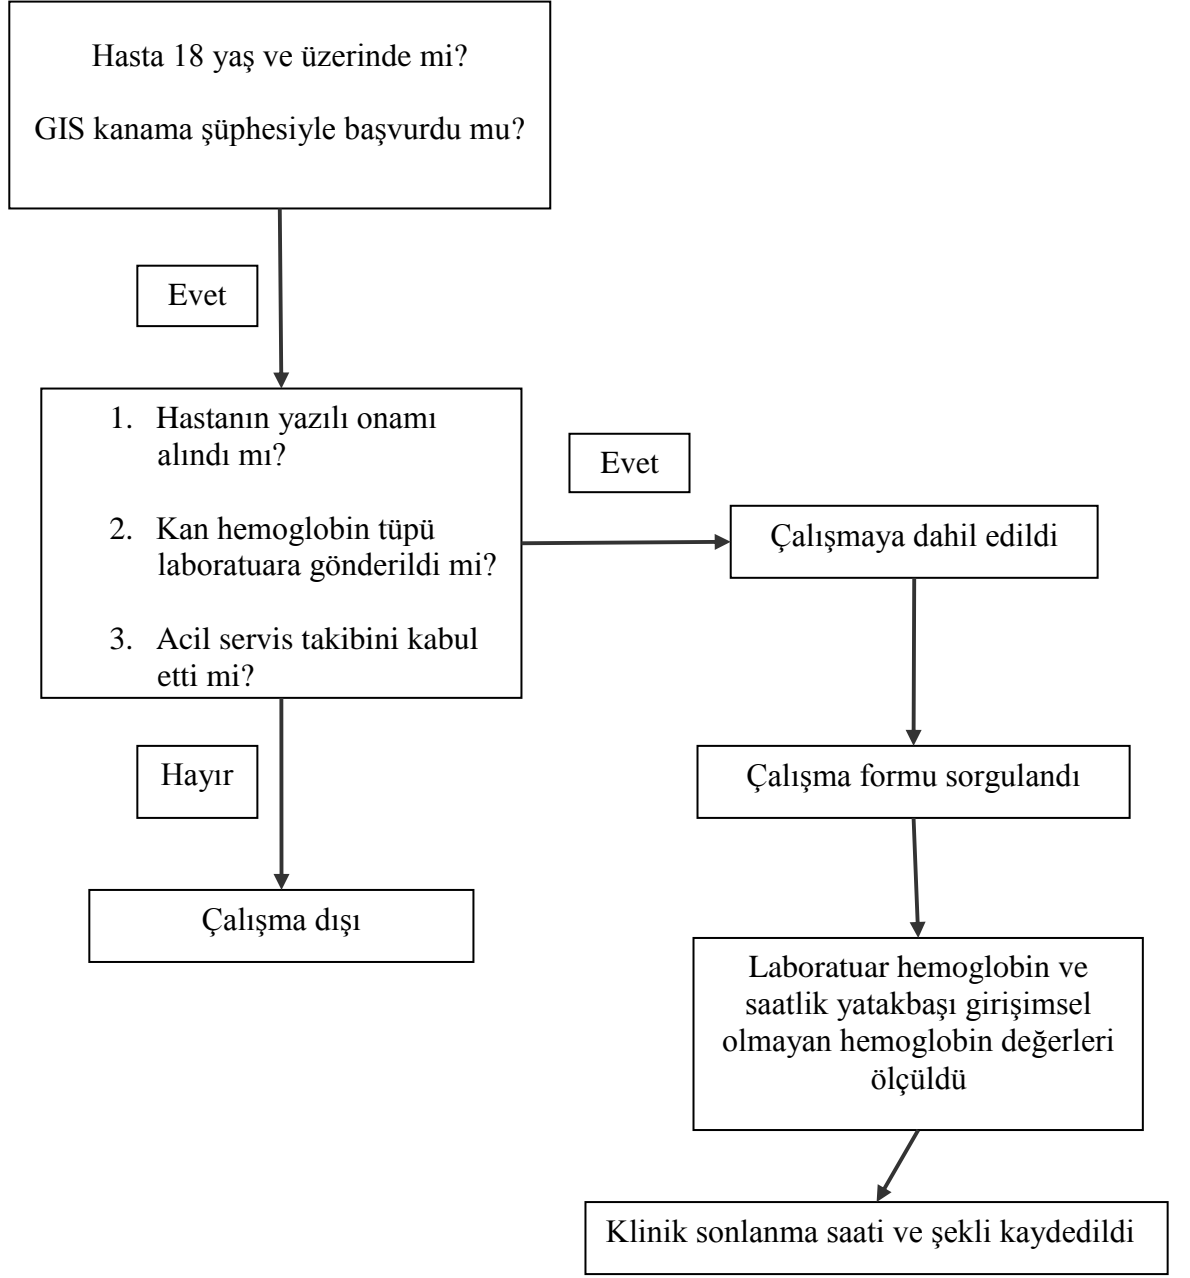 Hasta 18 yaş ve üzerinde mi?
GIS kanama şüphesiyle başvurdu mu?
Evet
1. Hastanın yazılı onamı
alındı mı?
2. Kan hemoglobin tüpü
laboratuara gönderildi mi?
3. Acil servis takibini kabul
etti mi?
Evet
Çalışmaya dahil edildi
Hayır
Çalışma dışı
Çalışma formu sorgulandı
Laboratuar hemoglobin ve
saatlik yatakbaşı girişimsel
olmayan hemoglobin değerleri
ölçüldü
Klinik sonlanma saati ve şekli kaydedildi